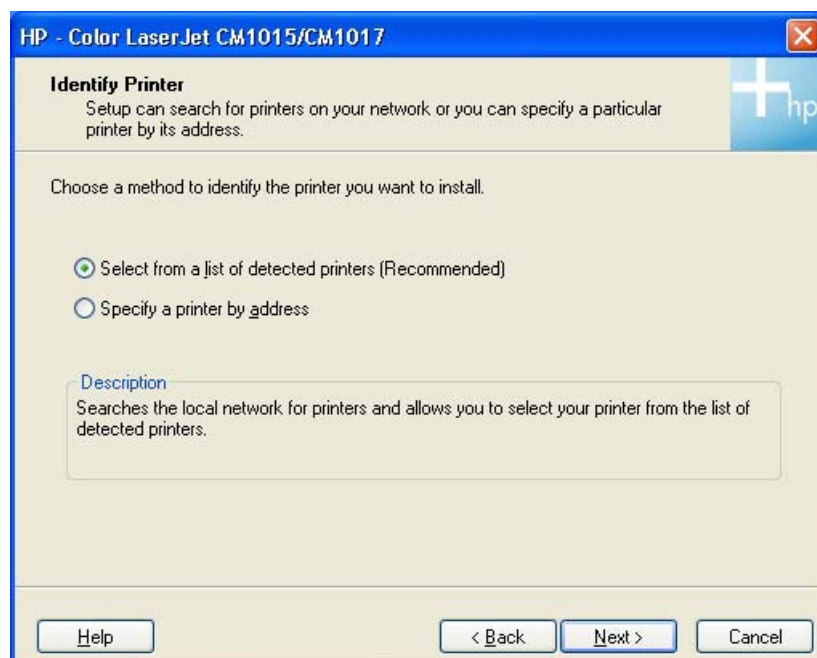 HP - Color LaserJet CM1015/CM1017
Identify Printer
Setup can search for printers on your network or you can specify a particular
printer by its address.
hp
Choose a method to identify the printer you want to install.
Select from a list of detected printers (Recommended)
Specify a printer by address
Description
Searches the local network for printers and allows you to select your printer from the list of
detected printers.
Help
< Back
Next >
Cancel